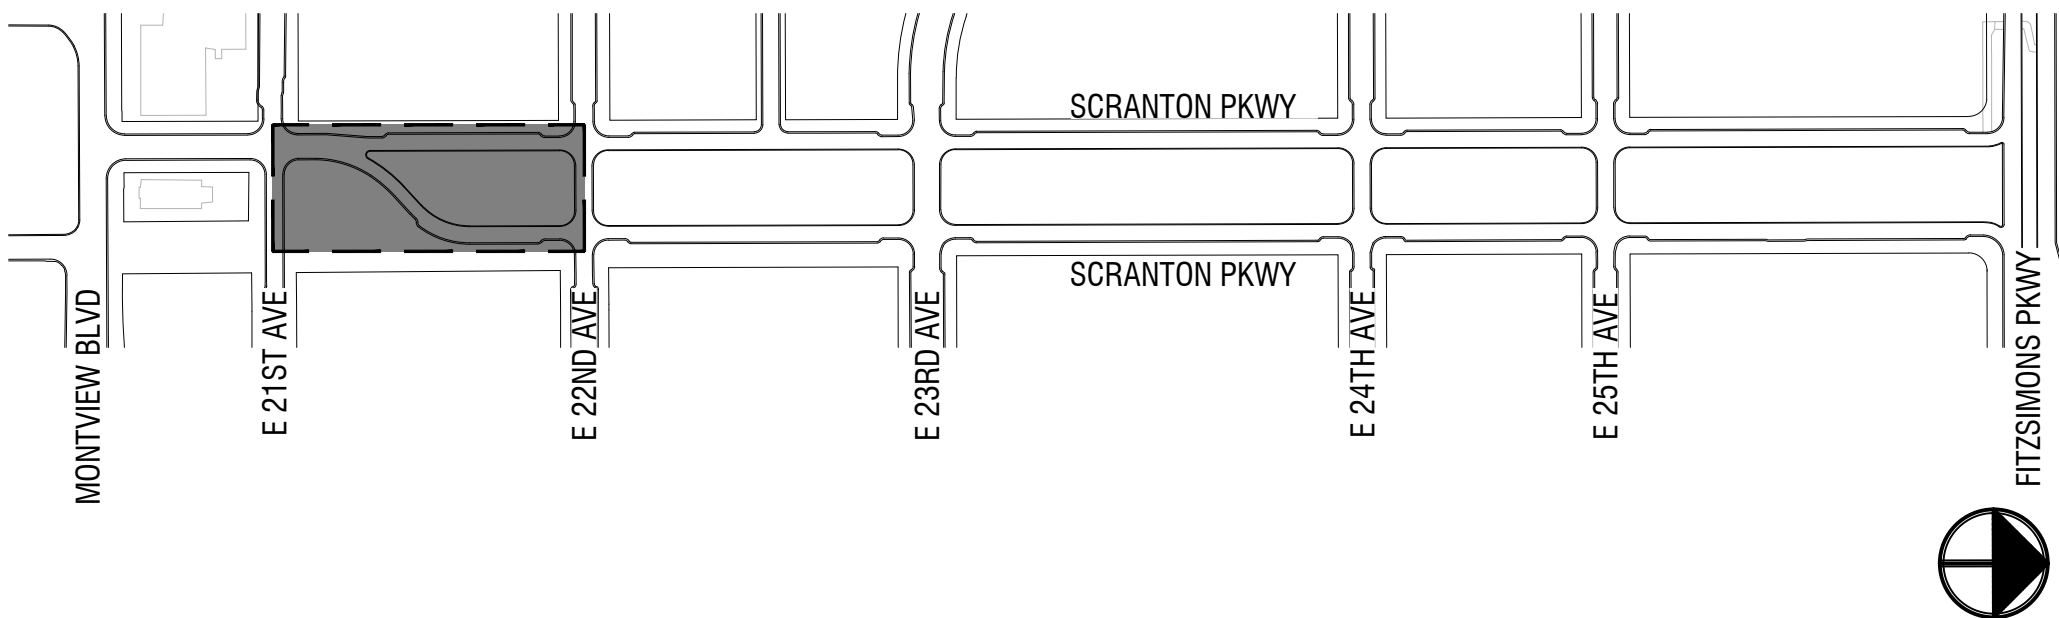 SCRANTON PKWY
SCRANTON PKWY
MONTVIEW BLVD
E 21ST AVE
E 22ND AVE
E 23RD AVE
E 24TH AVE
E 25TH AVE
FITZSIMONS PKWY